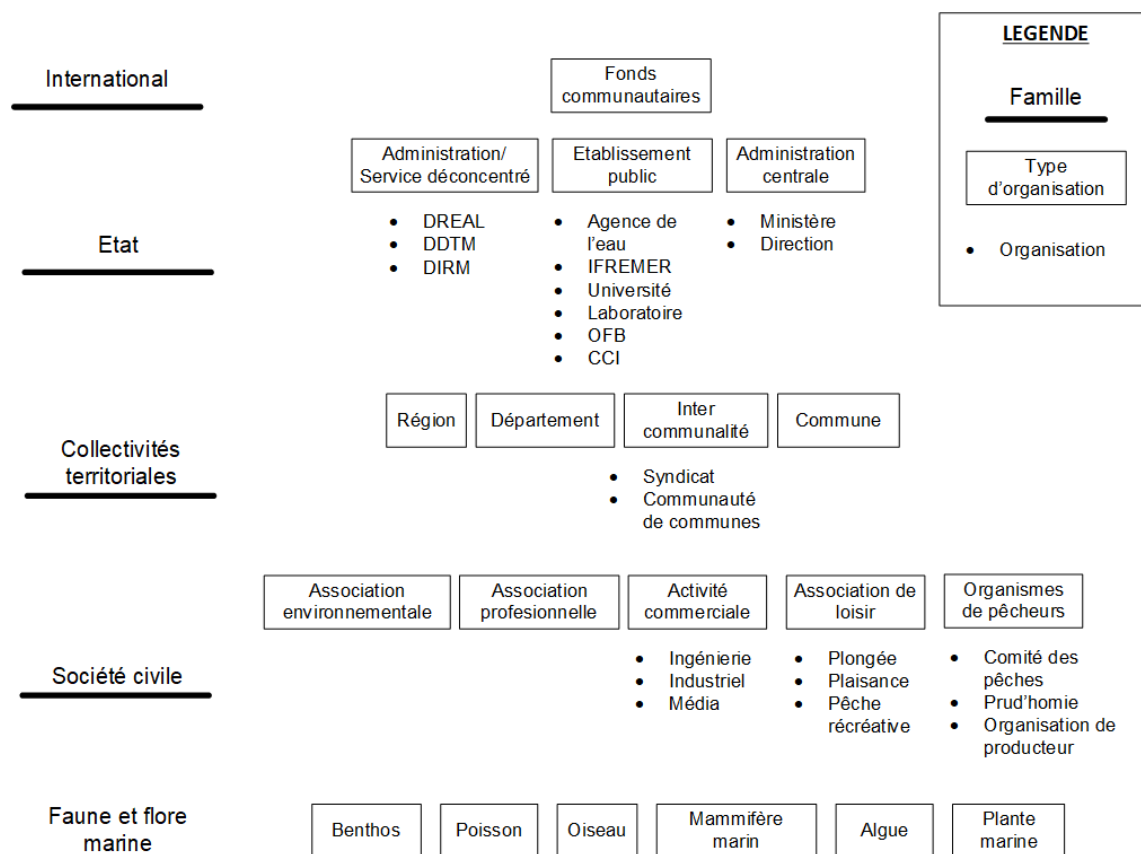 LEGENDE
Famille
Type
d'organisation
• Organisation
International
Fonds
communautaires
Etat
Administration/
Service déconcentré
• DREAL
• DDTM
• DIRM
Etablissement
public
• Agence de
l'eau
• IFREMER
• Université
• Laboratoire
• OFB
• CCI
Administration
centrale
• Ministère
• Direction
Collectivités
territoriales
Région
Département
Inter
communalité
• Syndicat
• Communauté
de communes
Commune
Société civile
Association
environnementale
Association
profesionnelle
Activité
commerciale
• Ingénierie
• Industriel
• Média
Association de
loisir
• Plongée
• Plaisance
• Pêche
récréative
Organismes
de pêcheurs
• Comité des
pêches
• Prud'homie
• Organisation de
producteur
Faune et flore
marine
Benthos
Poisson
Oiseau
Mammifère
marin
Algue
Plante
marine